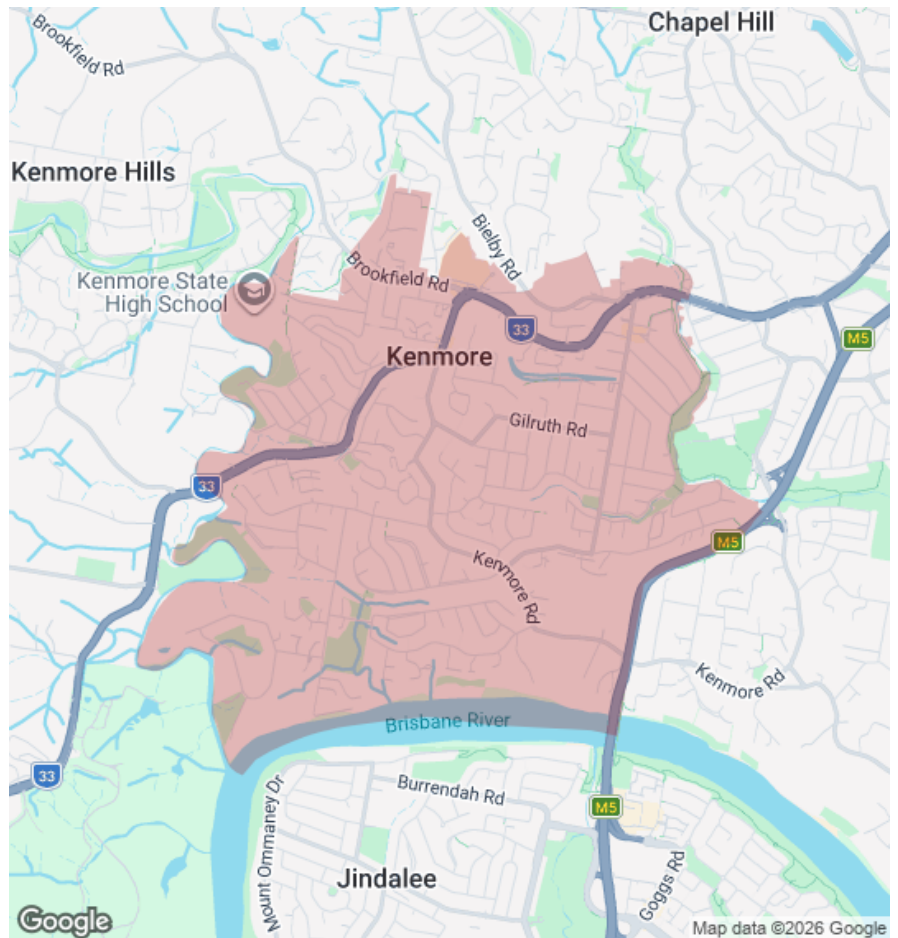 Chapel Hill
Brookfield Rd
Kenmore Hills
Bielby Rd
Brookfield Rd
Kenmore State
High School
33
M5
Kenmore
Gilruth Rd
33
M5
Kenmore Rd
Kenmore Rd
Brisbane River
33
Burrendah Rd
M5
Mount Ommaney Dr
Jindalee
Goggs Rd
Google
Map data ©2026 Google